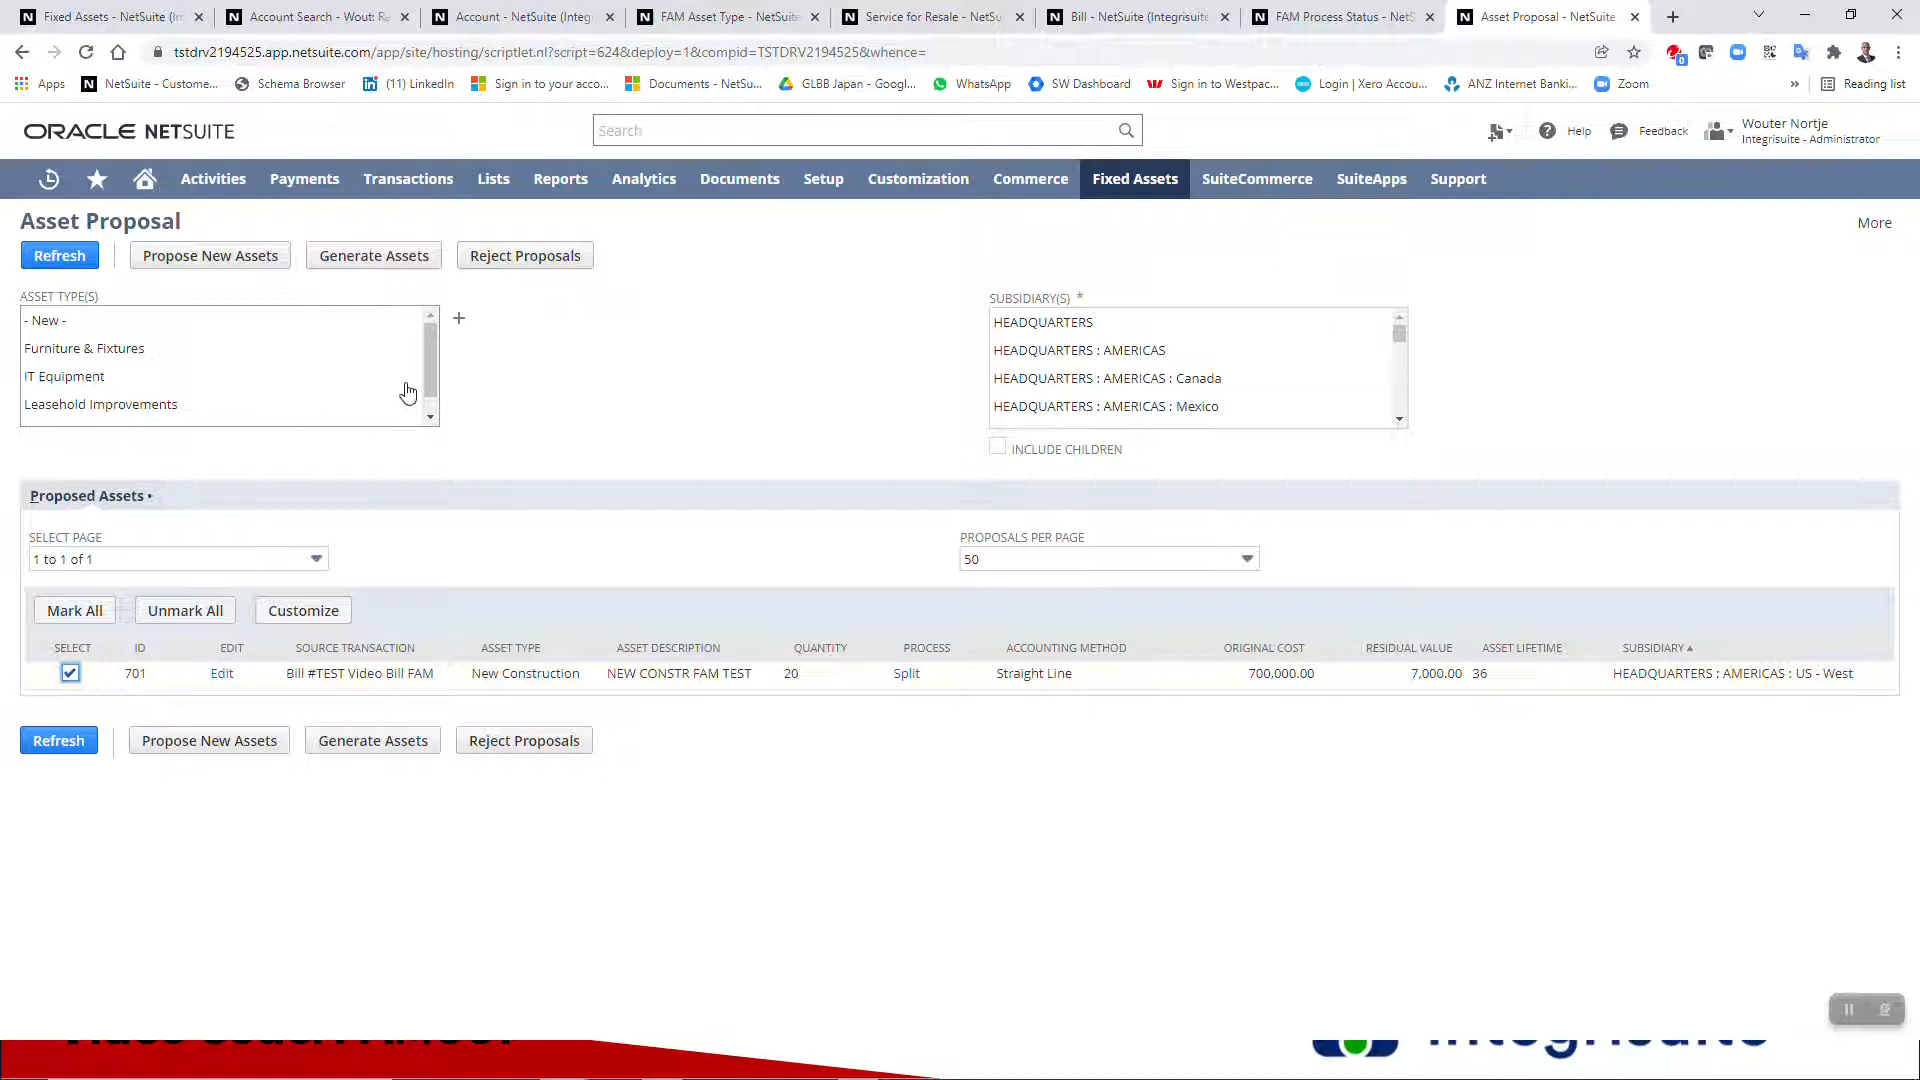 Fixed Assets - NetSuite (In
Account Search - Wout: R
Account - NetSuite (Integ
FAM Asset Type - NetSuite
Service for Resale - NetSu
Bill - NetSuite (Integrisuite
FAM Process Status - NetS
Asset Proposal - NetSuite
tstdrv2194525.app.netsuite.com/app/site/hosting/scriptlet.nl?script=624&deploy=1&compid=TSTDRV2194525&whence=
Apps
NetSuite - Custome...
Schema Browser
(11) LinkedIn
Sign in to your acco...
Documents - NetSu...
GLBB Japan - Googl...
WhatsApp
SW Dashboard
Sign in to Westpac...
Login | Xero Accou...
ANZ Internet Banki...
Zoom
»
Reading list
ORACLE NETSUITE
Search
Help
Feedback
Wouter Nortje
Integrisuite - Administrator
Activities
Payments
Transactions
Lists
Reports
Analytics
Documents
Setup
Customization
Commerce
Fixed Assets
SuiteCommerce
SuiteApps
Support
Asset Proposal
More
Refresh
Propose New Assets
Generate Assets
Reject Proposals
ASSET TYPE(S)
- New -
Furniture & Fixtures
IT Equipment
Leasehold Improvements
SUBSIDIARY(S) *
HEADQUARTERS
HEADQUARTERS : AMERICAS
HEADQUARTERS : AMERICAS : Canada
HEADQUARTERS : AMERICAS : Mexico
INCLUDE CHILDREN
Proposed Assets •
SELECT PAGE
1 to 1 of 1
PROPOSALS PER PAGE
50
Mark All
Unmark All
Customize
SELECT ID EDIT SOURCE TRANSACTION ASSET TYPE ASSET DESCRIPTION QUANTITY PROCESS ACCOUNTING METHOD ORIGINAL COST RESIDUAL VALUE ASSET LIFETIME SUBSIDIARY ▲
701 Edit Bill #TEST Video Bill FAM New Construction NEW CONSTR FAM TEST 20 Split Straight Line 700,000.00 7,000.00 36 HEADQUARTERS : AMERICAS : US - West
Refresh
Propose New Assets
Generate Assets
Reject Proposals